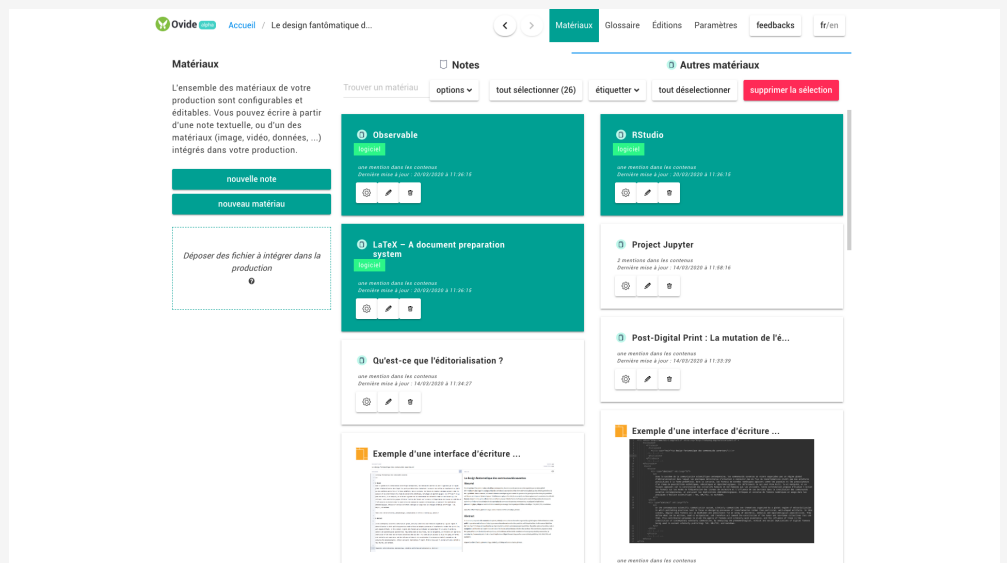 Ovide alpha
Accueil / Le design fantômatique d...
Matériaux
Glossaire
Éditions
Paramètres
feedbacks
fr/en
Matériaux
L'ensemble des matériaux de votre
production sont configurables et
éditables. Vous pouvez écrire à partir
d'une note textuelle, ou d'un des
matériaux (image, vidéo, données, ...)
intégrés dans votre production.
nouvelle note
nouveau matériau
Déposer des fichier à intégrer dans la
production
Notes
Autres matériaux
Trouver un matériau
options
tout sélectionner (26)
étiquetter
tout déselectionner
supprimer la sélection
Observable
logiciel
une mention dans les contenus
Dernière mise à jour : 20/03/2020 à 11:36:15
RStudio
logiciel
une mention dans les contenus
Dernière mise à jour : 20/03/2020 à 11:36:15
LaTeX – A document preparation
system
logiciel
une mention dans les contenus
Dernière mise à jour : 20/03/2020 à 11:36:15
Project Jupyter
2 mentions dans les contenus
Dernière mise à jour : 14/03/2020 à 11:58:16
Qu'est-ce que l'éditorialisation ?
une mention dans les contenus
Dernière mise à jour : 14/03/2020 à 11:34:27
Post-Digital Print : La mutation de l'é...
une mention dans les contenus
Dernière mise à jour : 14/03/2020 à 11:33:39
Exemple d'une interface d'écriture ...
Exemple d'une interface d'écriture ...
une mention dans les contenus